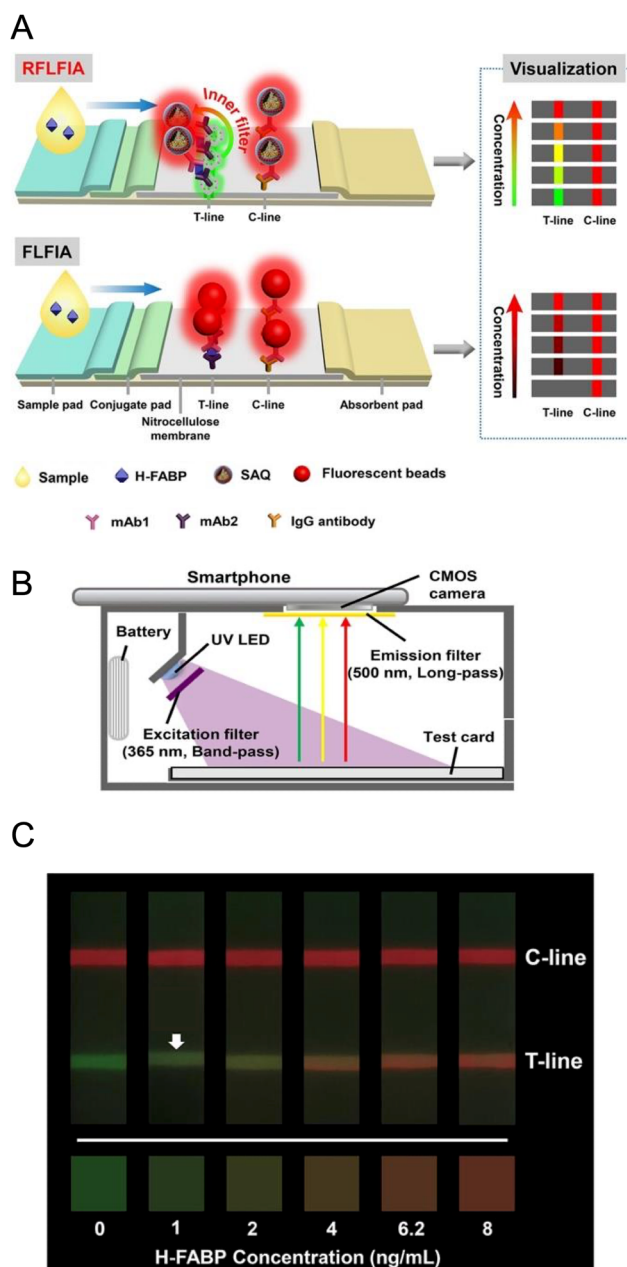 A
RFLFIA
Inner filter
T-line
C-line
Visualization
Concentration
T-line
C-line
FLFIA
Sample pad
Conjugate pad
Nitrocellulose
membrane
T-line
C-line
Absorbent pad
Concentration
T-line
C-line
Sample
H-FABP
SAQ
Fluorescent beads
mAb1
mAb2
IgG antibody
B
Smartphone
CMOS
camera
Battery
UV LED
Emission filter
(500 nm, Long-pass)
Excitation filter
(365 nm, Band-pass)
Test card
C
C-line
T-line
0 1 2 4 6.2 8
H-FABP Concentration (ng/mL)